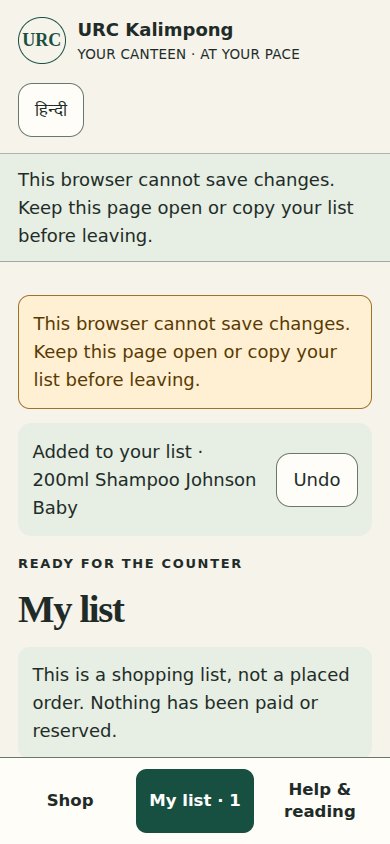 URC
URC Kalimpong
YOUR CANTEEN · AT YOUR PACE
हिन्दी
This browser cannot save changes.
Keep this page open or copy your list
before leaving.
This browser cannot save changes.
Keep this page open or copy your
list before leaving.
Added to your list ·
200ml Shampoo Johnson
Baby
Undo
READY FOR THE COUNTER
My list
This is a shopping list, not a placed
order. Nothing has been paid or
reserved.
Shop
My list · 1
Help &
reading